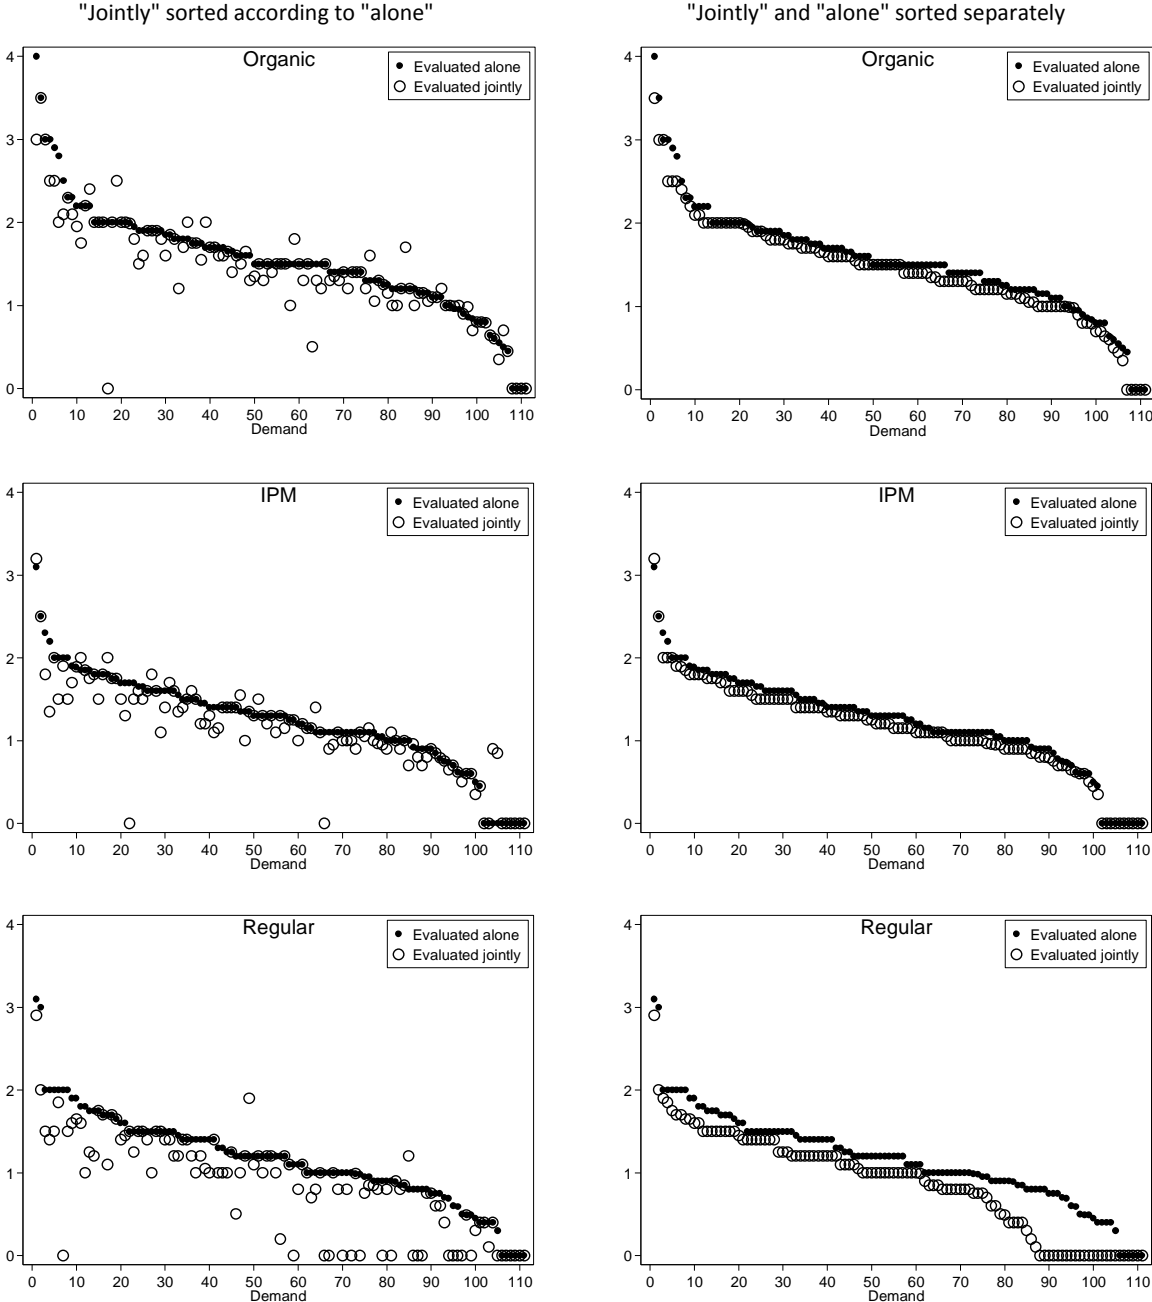 "Jointly" sorted according to "alone"
"Jointly" and "alone" sorted separately
Organic
Evaluated alone
Evaluated jointly
4
3
2
1
0
0 10 20 30 40 50 60 70 80 90 100 110
Demand
Organic
Evaluated alone
Evaluated jointly
4
3
2
1
0
0 10 20 30 40 50 60 70 80 90 100 110
Demand
IPM
Evaluated alone
Evaluated jointly
4
3
2
1
0
0 10 20 30 40 50 60 70 80 90 100 110
Demand
IPM
Evaluated alone
Evaluated jointly
4
3
2
1
0
0 10 20 30 40 50 60 70 80 90 100 110
Demand
Regular
Evaluated alone
Evaluated jointly
4
3
2
1
0
0 10 20 30 40 50 60 70 80 90 100 110
Demand
Regular
Evaluated alone
Evaluated jointly
4
3
2
1
0
0 10 20 30 40 50 60 70 80 90 100 110
Demand